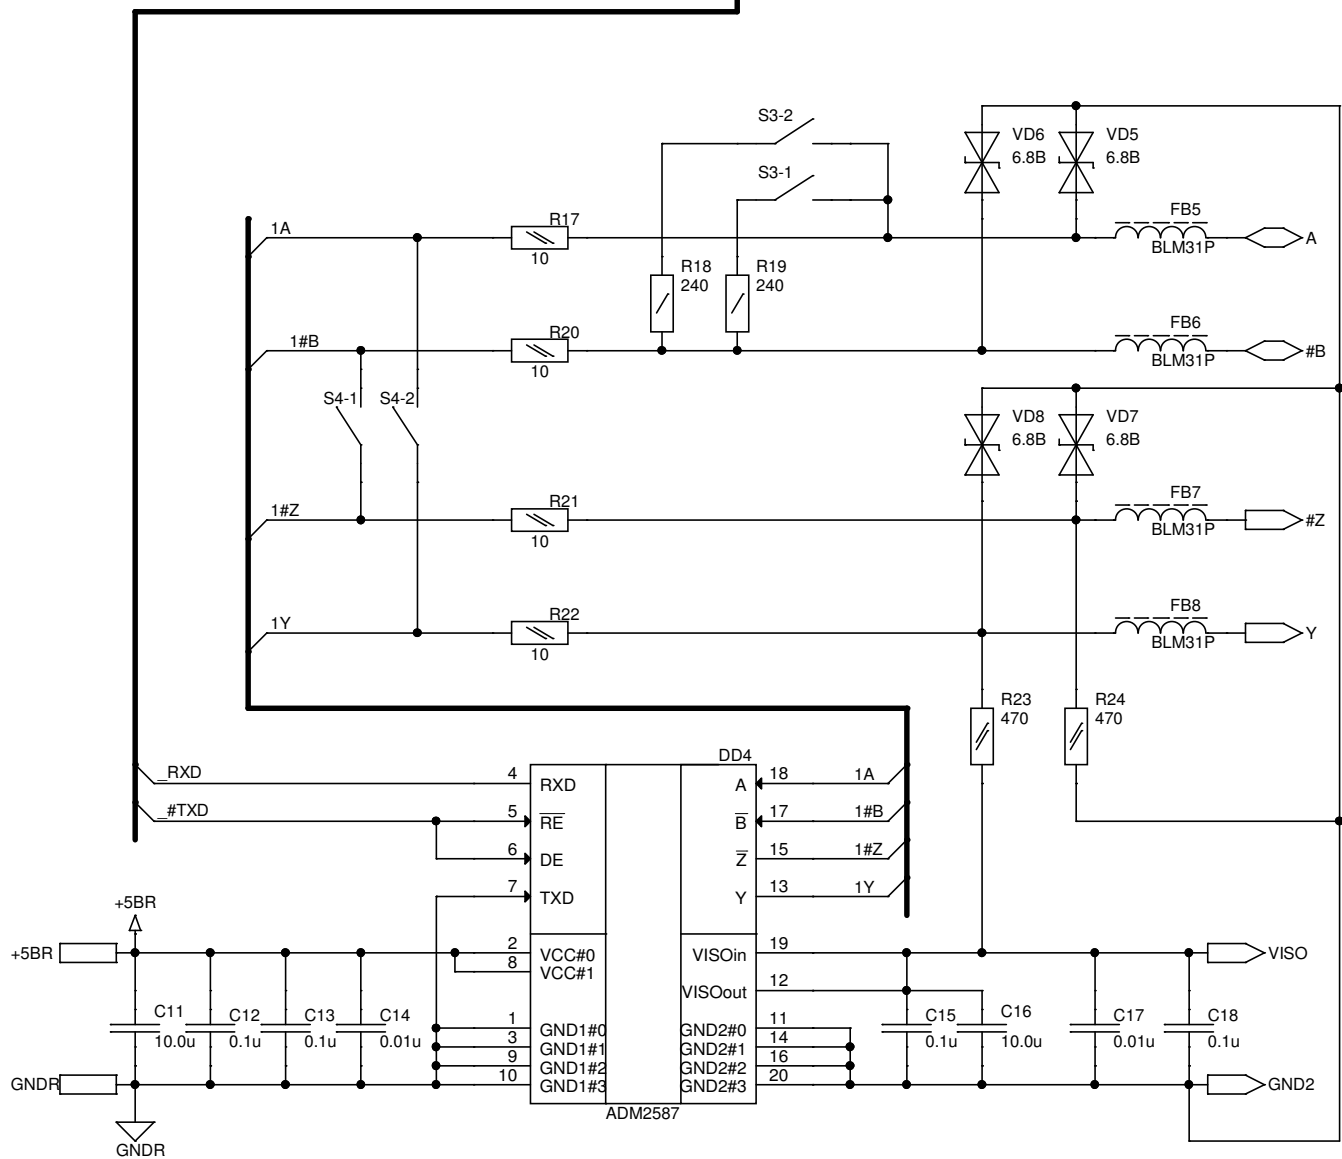 S3-2
VD6
VD5
6.8B
6.8B
S3-1
R17
FB5
1A
A
10
BLM31P
R18
R19
240
240
R20
FB6
1#B
#B
10
BLM31P
S4-1
S4-2
VD8
VD7
6.8B
6.8B
R21
FB7
1#Z
#Z
10
BLM31P
R22
FB8
1Y
Y
10
BLM31P
R23
R24
470
470
DD4
_RXD
4
RXD
A
18
1A
_#TXD
5
RE
B
17
1#B
6
DE
Z
15
1#Z
7
TXD
Y
13
1Y
+5BR
+5BR
2
VCC#0
VISOin
19
VISO
8
VCC#1
VISOout
12
C11
C12
C13
C14
1
GND1#0
GND2#0
11
C15
C16
C17
C18
10.0u
0.1u
0.1u
0.01u
3
GND1#1
GND2#1
14
0.1u
10.0u
0.01u
0.1u
9
GND1#2
GND2#2
16
GNDR
10
GND1#3
GND2#3
20
GND2
ADM2587
GNDR